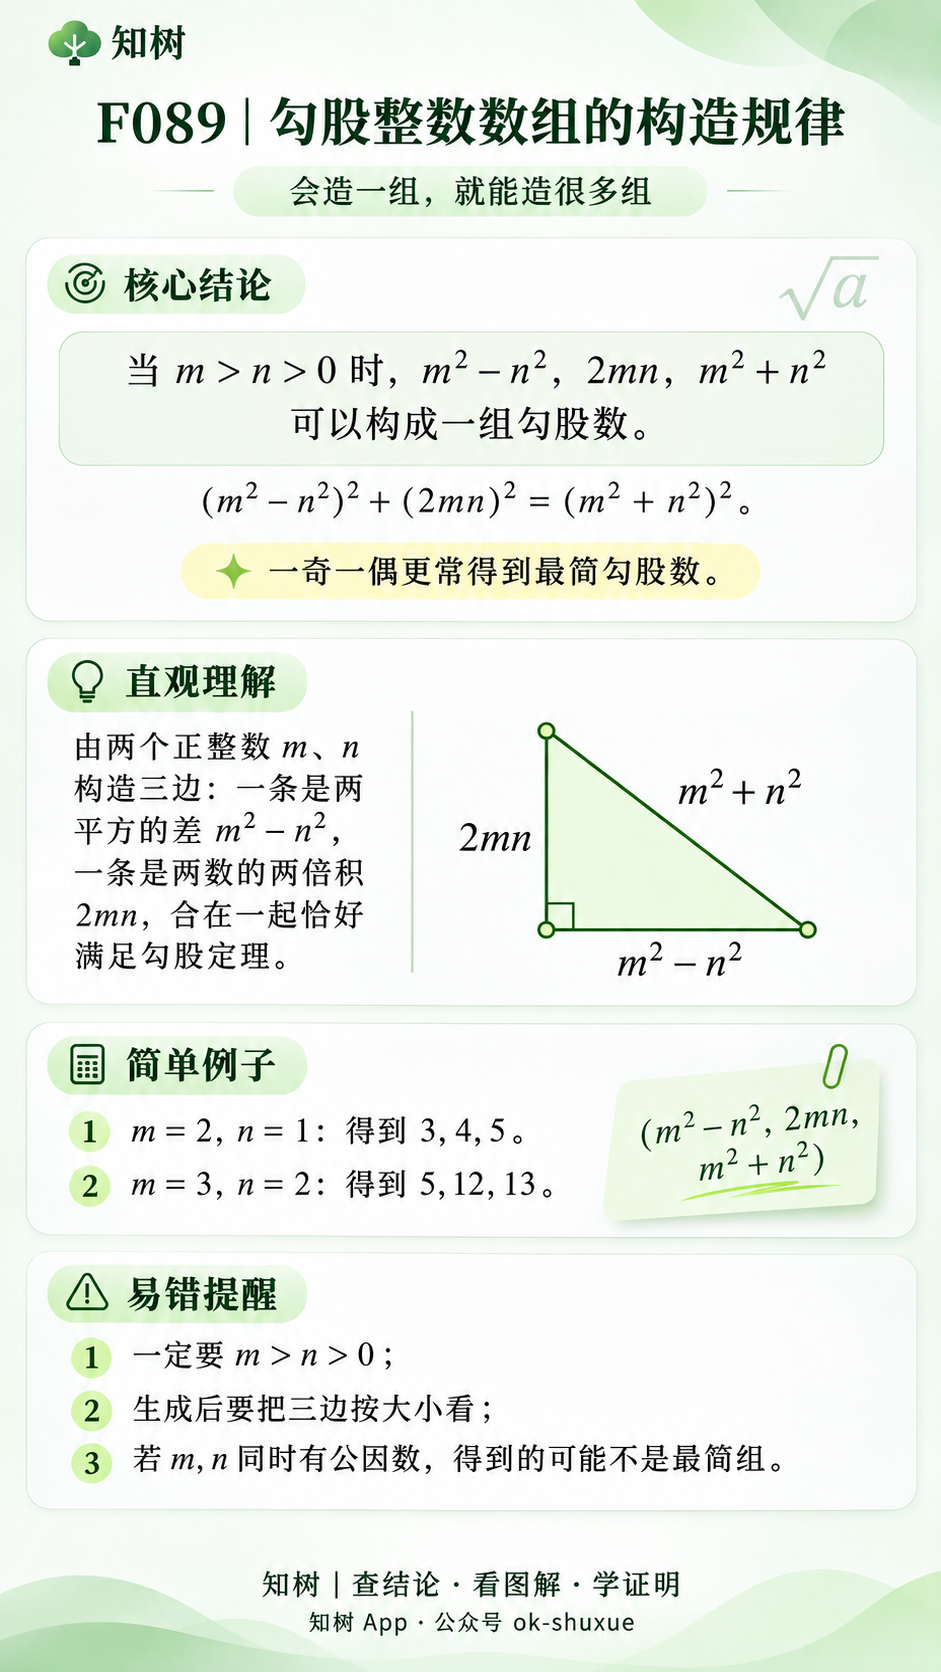 知树
F089 | 勾股整数数组的构造规律
会造一组，就能造很多组
核心结论
√a
当 m > n > 0 时，m² − n²，2mn，m² + n²
可以构成一组勾股数。
(m² − n²)² + (2mn)² = (m² + n²)²。
一奇一偶更常得到最简勾股数。
直观理解
由两个正整数 m、n
构造三边：一条是两
平方的差 m² − n²，
一条是两数的两倍积
2mn，合在一起恰好
满足勾股定理。
m² + n²
2mn
m² − n²
简单例子
1 m = 2, n = 1：得到 3, 4, 5。
2 m = 3, n = 2：得到 5, 12, 13。
(m² − n², 2mn,
m² + n²)
易错提醒
1 一定要 m > n > 0；
2 生成后要把三边按大小看；
3 若 m, n 同时有公因数，得到的可能不是最简组。
知树 | 查结论 · 看图解 · 学证明
知树 App · 公众号 ok-shuxue